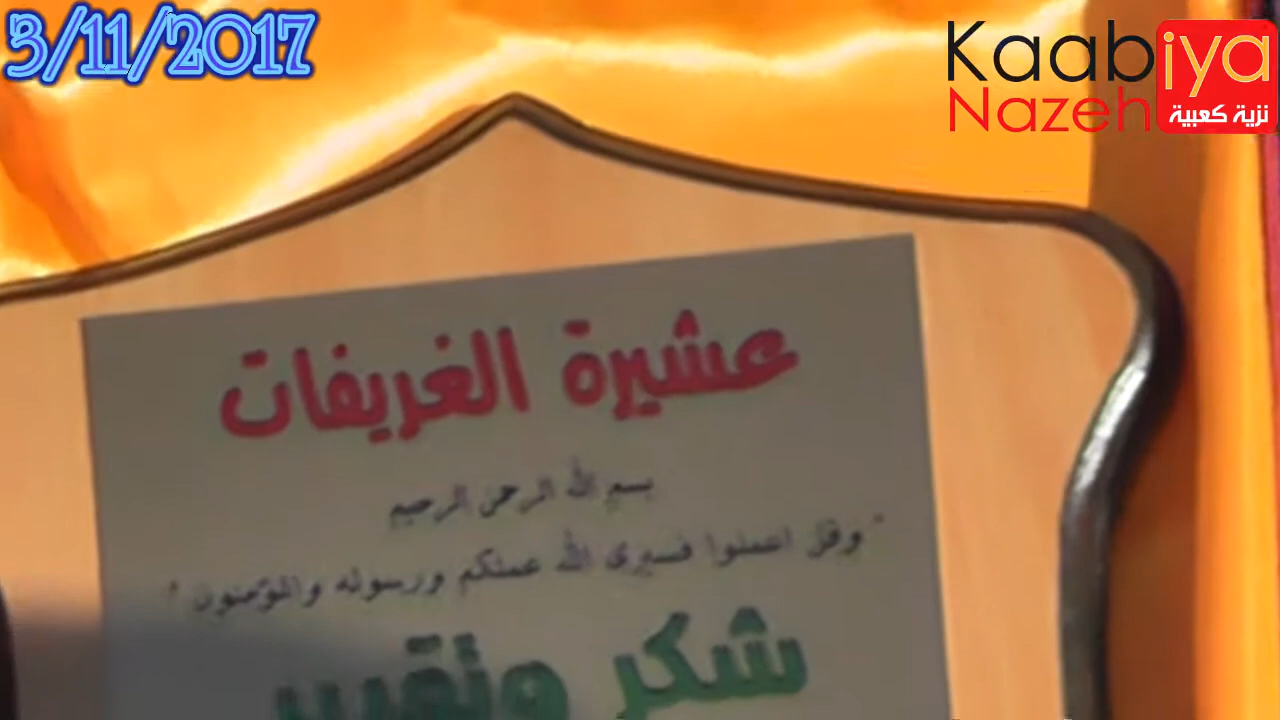 3/11/2017
Kaabiya
Nazeh نزية كعبية
عشيرة الغريفات
بسم الله الرحمن الرحيم
" وقل اعملوا فسيرى الله عملكم ورسوله والمؤمنون "
شكر وتقدير